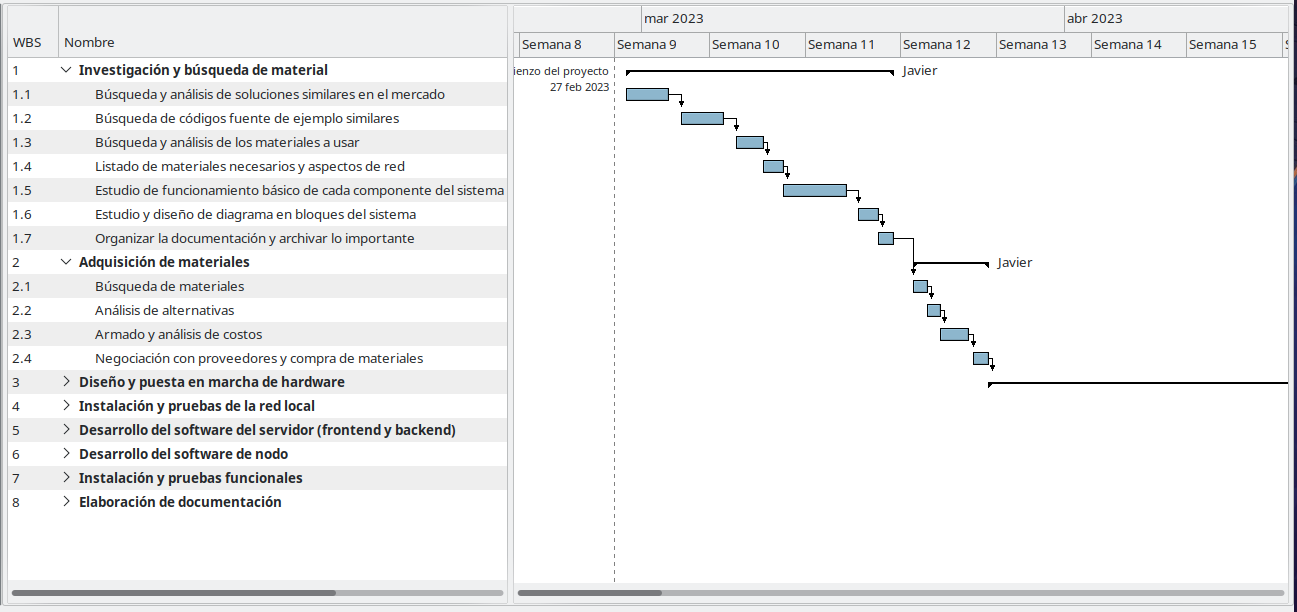 mar 2023
abr 2023
WBS
Nombre
Semana 8
Semana 9
Semana 10
Semana 11
Semana 12
Semana 13
Semana 14
Semana 15
1
Investigación y búsqueda de material
ienzo del proyecto
27 feb 2023
Javier
1.1
Búsqueda y análisis de soluciones similares en el mercado
1.2
Búsqueda de códigos fuente de ejemplo similares
1.3
Búsqueda y análisis de los materiales a usar
1.4
Listado de materiales necesarios y aspectos de red
1.5
Estudio de funcionamiento básico de cada componente del sistema
1.6
Estudio y diseño de diagrama en bloques del sistema
1.7
Organizar la documentación y archivar lo importante
2
Adquisición de materiales
Javier
2.1
Búsqueda de materiales
2.2
Análisis de alternativas
2.3
Armado y análisis de costos
2.4
Negociación con proveedores y compra de materiales
3
Diseño y puesta en marcha de hardware
4
Instalación y pruebas de la red local
5
Desarrollo del software del servidor (frontend y backend)
6
Desarrollo del software de nodo
7
Instalación y pruebas funcionales
8
Elaboración de documentación